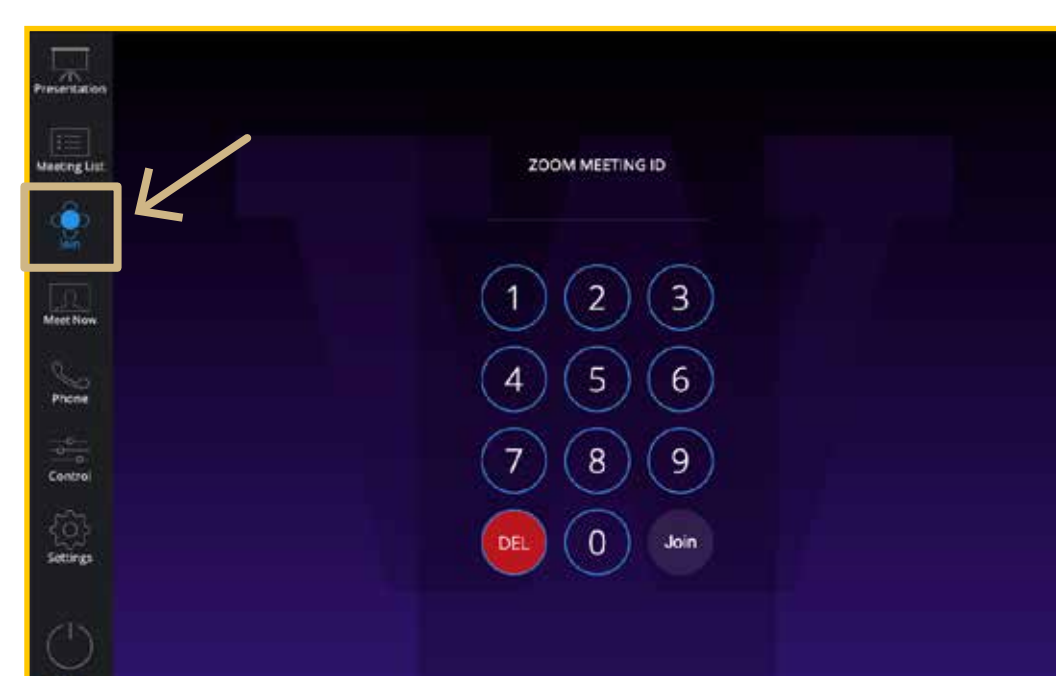 Presentation
Meeting List
Join
Meet Now
Phone
Control
Settings
ZOOM MEETING ID
1 2 3
4 5 6
7 8 9
DEL 0 Join